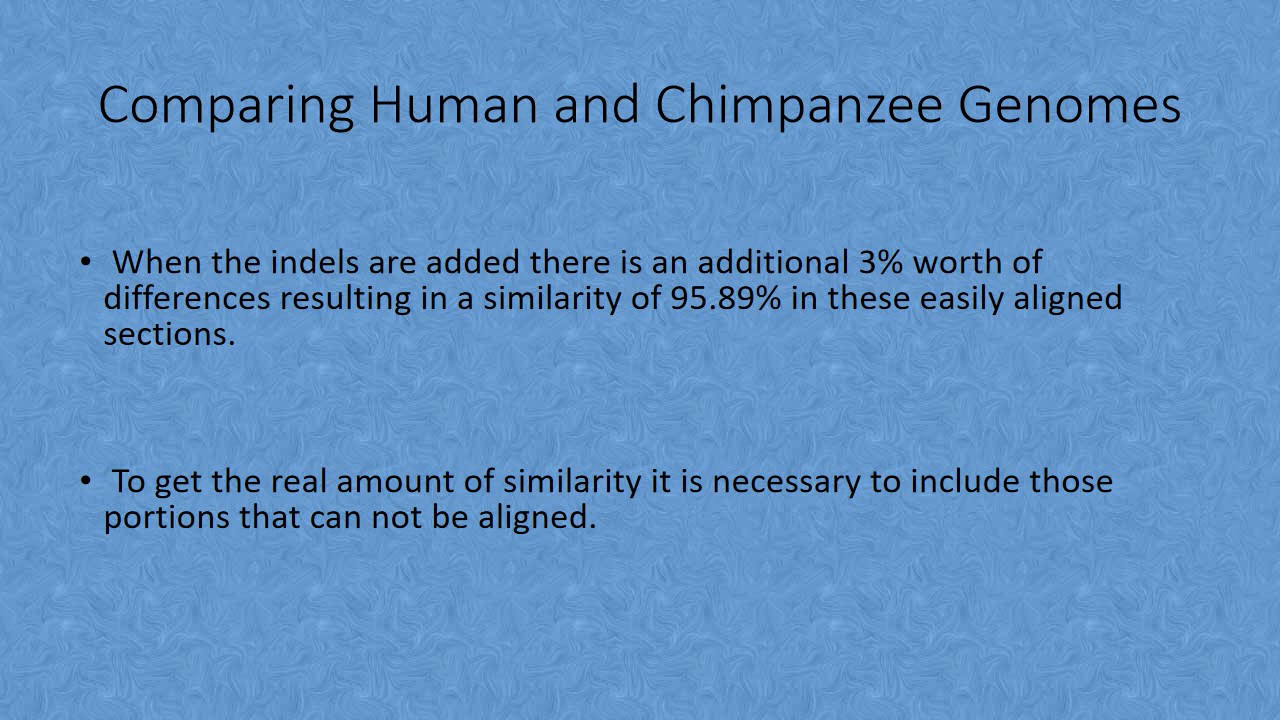 Comparing Human and Chimpanzee Genomes
• When the indels are added there is an additional 3% worth of
differences resulting in a similarity of 95.89% in these easily aligned
sections.
• To get the real amount of similarity it is necessary to include those
portions that can not be aligned.